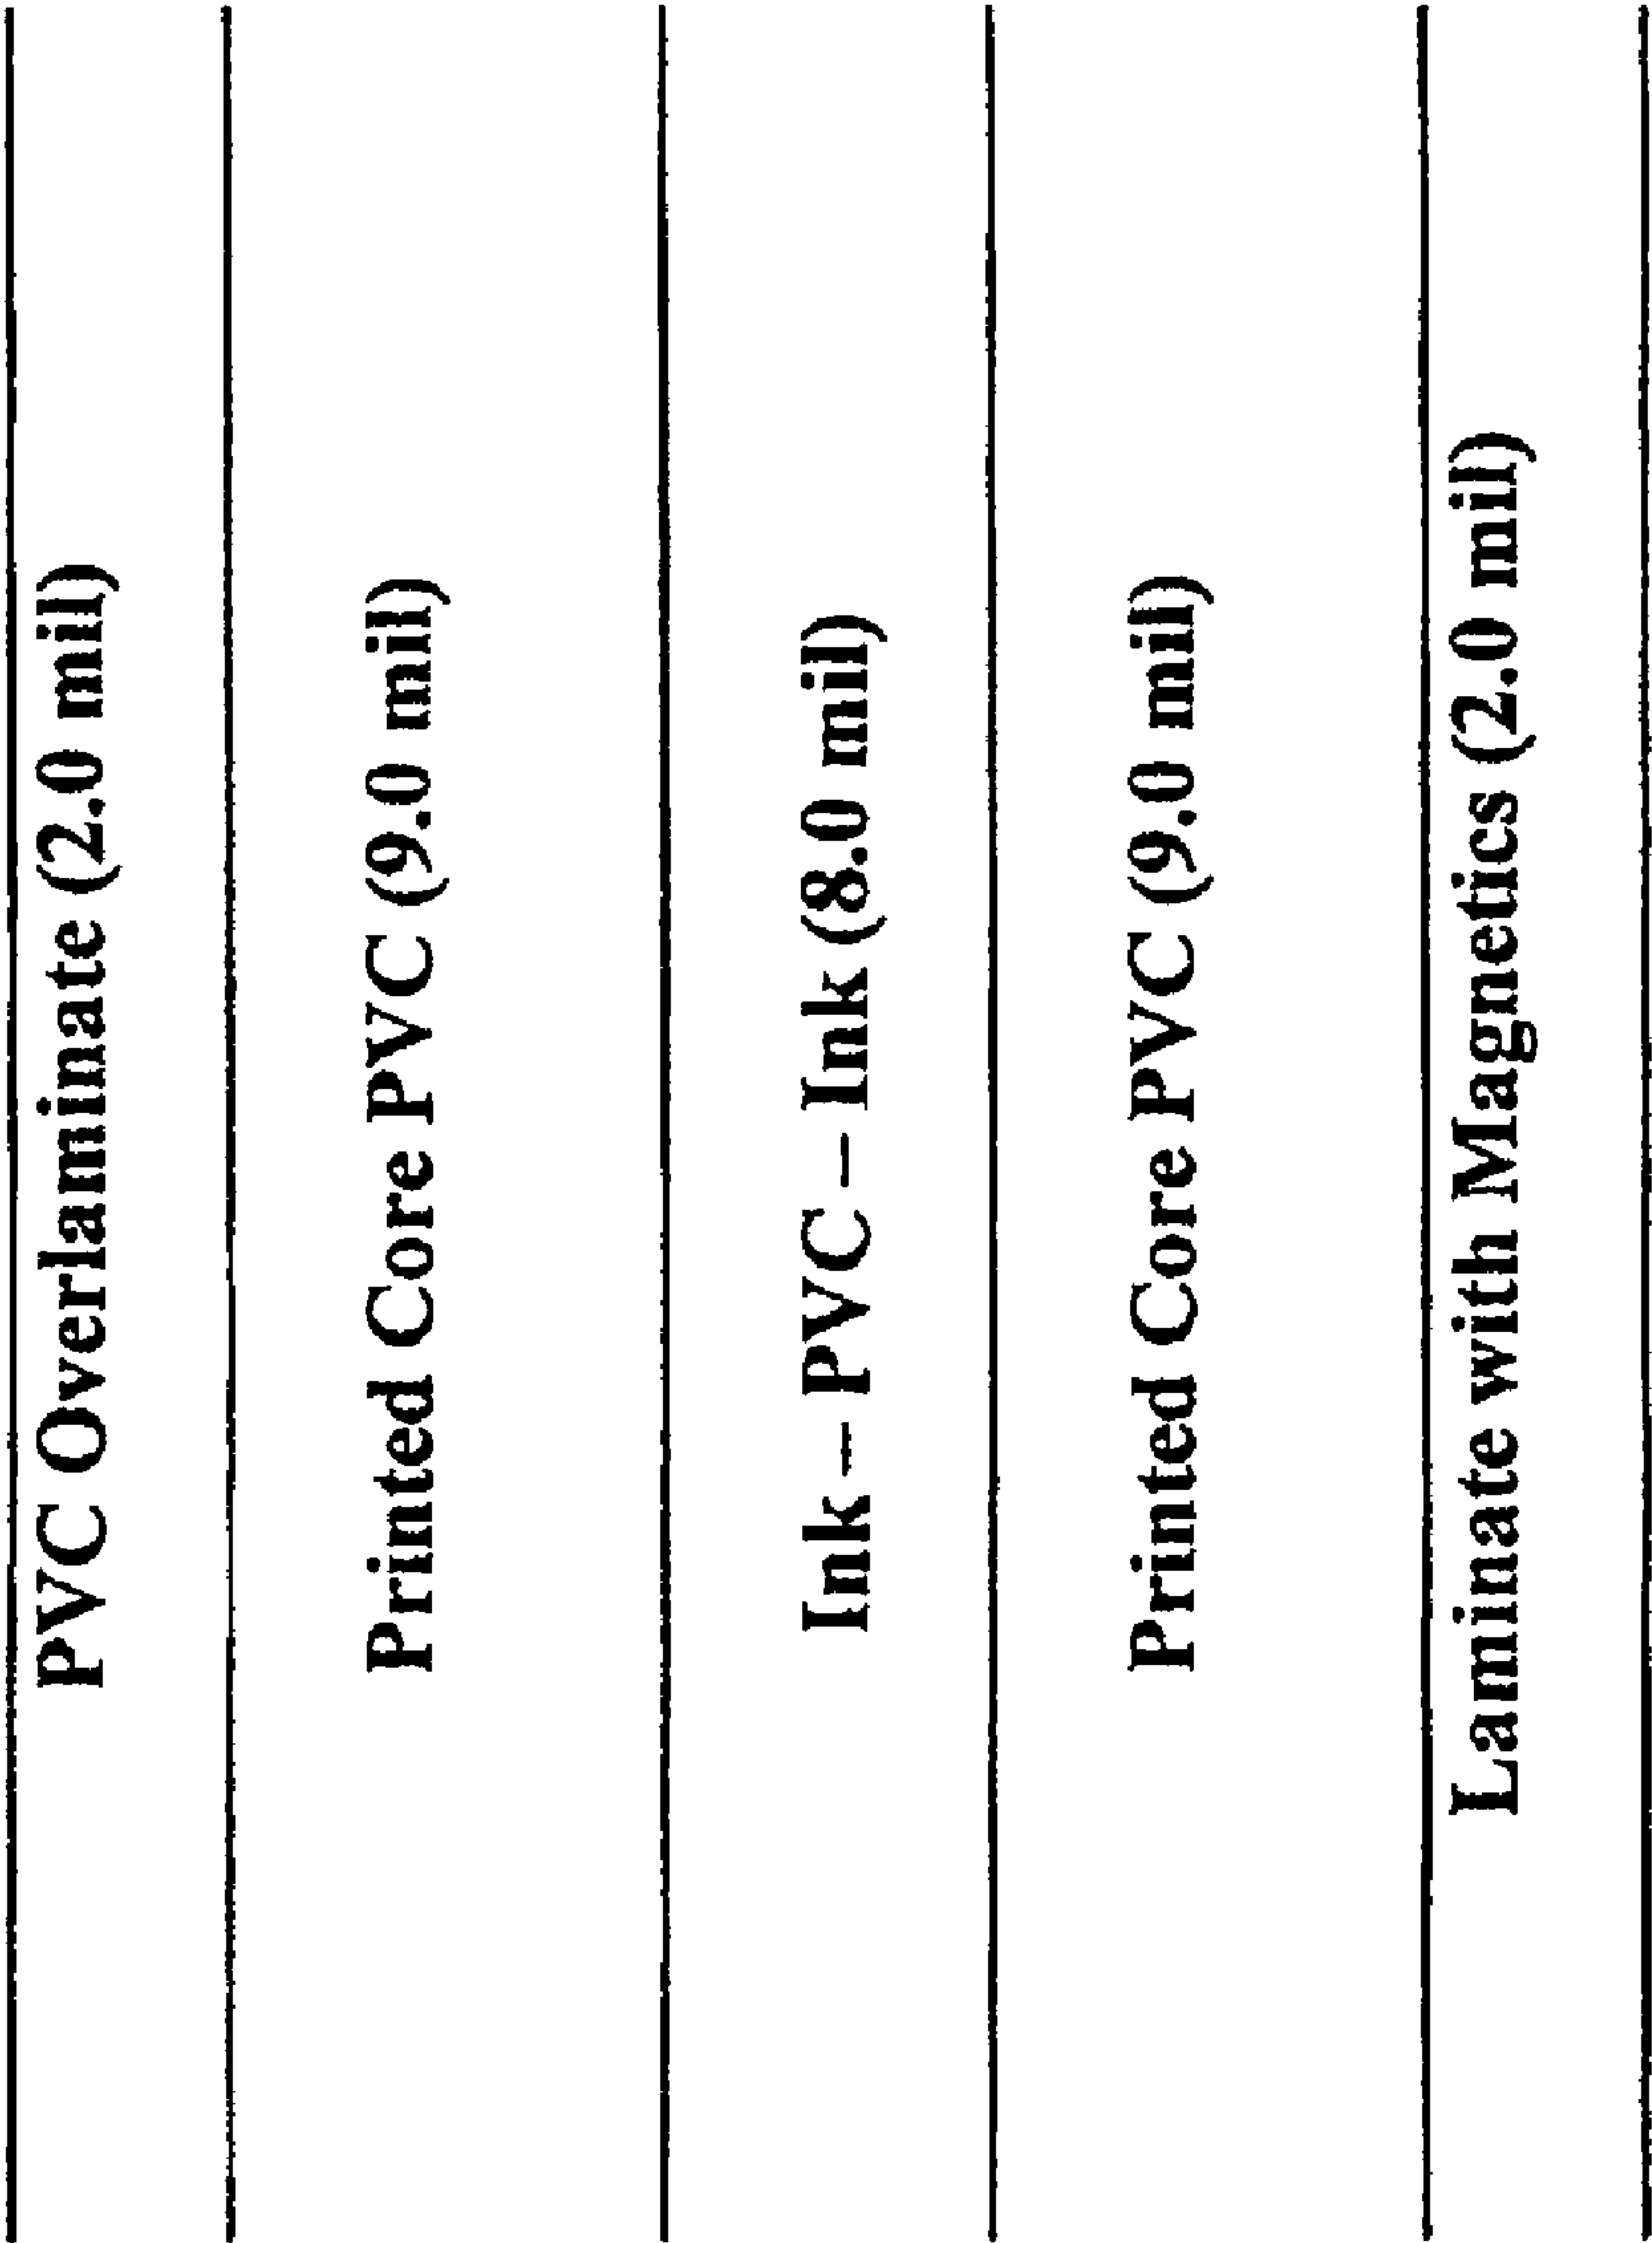 PVC Overlaminate (2.0 mil)
Printed Core PVC (9.0 mil)
Ink – PVC – Ink (8.0 mil)
Printed Core PVC (9.0 mil)
Laminate with Magnetics (2.0 mil)